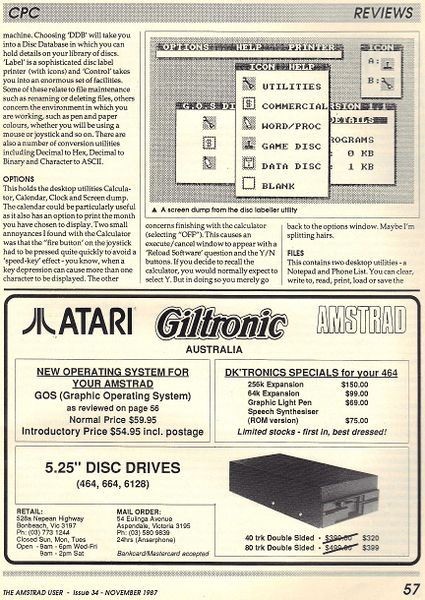 CPC
REVIEWS
machine. Choosing 'DDB' will take you
into a Disc Database in which you can
hold details on your library of discs.
'Label' is a sophisticated disc label
printer (with icons) and 'Control' takes
you into an enormous set of facilities.
Some of these relate to file maintenance
such as renaming or deleting files, others
concern the environment in which you
are working, such as pen and paper
colours, whether you will be using a
mouse or joystick and so on. There are
also a number of conversion utilities
including Decimal to Hex, Decimal to
Binary and Character to ASCII.
OPTIONS
This holds the desktop utilities Calcula-
tor, Calendar, Clock and Screen dump.
The calendar could be particularly useful
as it also has an option to print the month
you have chosen to display. Two small
annoyances I found with the Calculator
was that the "fire button' on the joystick
had to be pressed quite quickly to avoid a
'speed-key' effect - you know, when a
key depression can cause more than one
character to be displayed. The other
OPTIONS HELP PRINTER
ICON
A:
B:
ICON HELP
UTILITIES
COMMERCIAL
WORD/PROC
GAME DISC
DATA DISC
BLANK
G.O.S DI
RSION 1.
DETAILS
ROGRAMS
: 0 KB
: 1 KB
▲ A screen dump from the disc labeller utility
concerns finishing with the calculator
(selecting "OFF"). This causes an
execute/cancel window to appear with a
'Reload Software' question and the Y/N
buttons. If you decide to recall the
calculator, you would normally expect to
select Y. But in doing so you merely go
back to the options window. Maybe I'm
splitting hairs.
FILES
This contains two desktop utilities - a
Notepad and Phone List. You can clear,
write to, read, print, load or save the
ATARI
Giltronic
AMSTRAD
AUSTRALIA
NEW OPERATING SYSTEM FOR
YOUR AMSTRAD
GOS (Graphic Operating System)
as reviewed on page 56
Normal Price $59.95
Introductory Price $54.95 incl. postage
DK'TRONICS SPECIALS for your 464
256k Expansion $150.00
64k Expansion $99.00
Graphic Light Pen $69.00
Speech Synthesiser
(ROM version) $75.00
Limited stocks - first in, best dressed!
5.25" DISC DRIVES
(464, 664, 6128)
RETAIL:
528a Nepean Highway
Bonbeach, Vic 3197
Ph: (03) 773 1244
Closed Sun, Mon, Tues
Open - 9am - 6pm Wed-Fri
9am - 2pm Sat
MAIL ORDER:
54 Eulinga Avenue
Aspendale, Victoria 3195
Ph: (03) 580 9839
24hrs (Anserphone)
Bankcard/Mastercard accepted
40 trk Double Sided - $399.50 $320
80 trk Double Sided - $499.95 $399
THE AMSTRAD USER - Issue 34 - NOVEMBER 1987
57